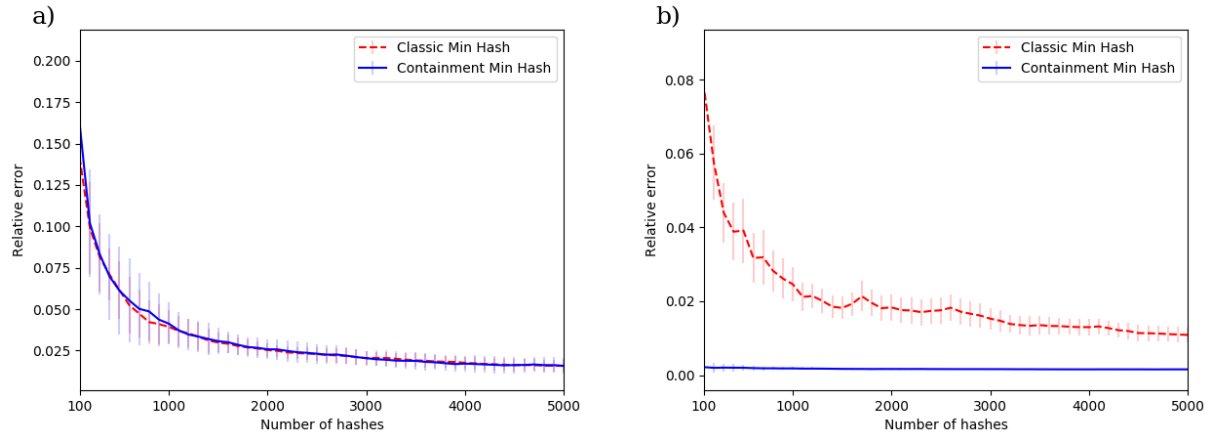 a)
Classic Min Hash
Containment Min Hash
0.200
0.175
0.150
0.125
0.100
0.075
0.050
0.025
Relative error
100 1000 2000 3000 4000 5000
Number of hashes
b)
Classic Min Hash
Containment Min Hash
0.08
0.06
0.04
0.02
0.00
Relative error
100 1000 2000 3000 4000 5000
Number of hashes